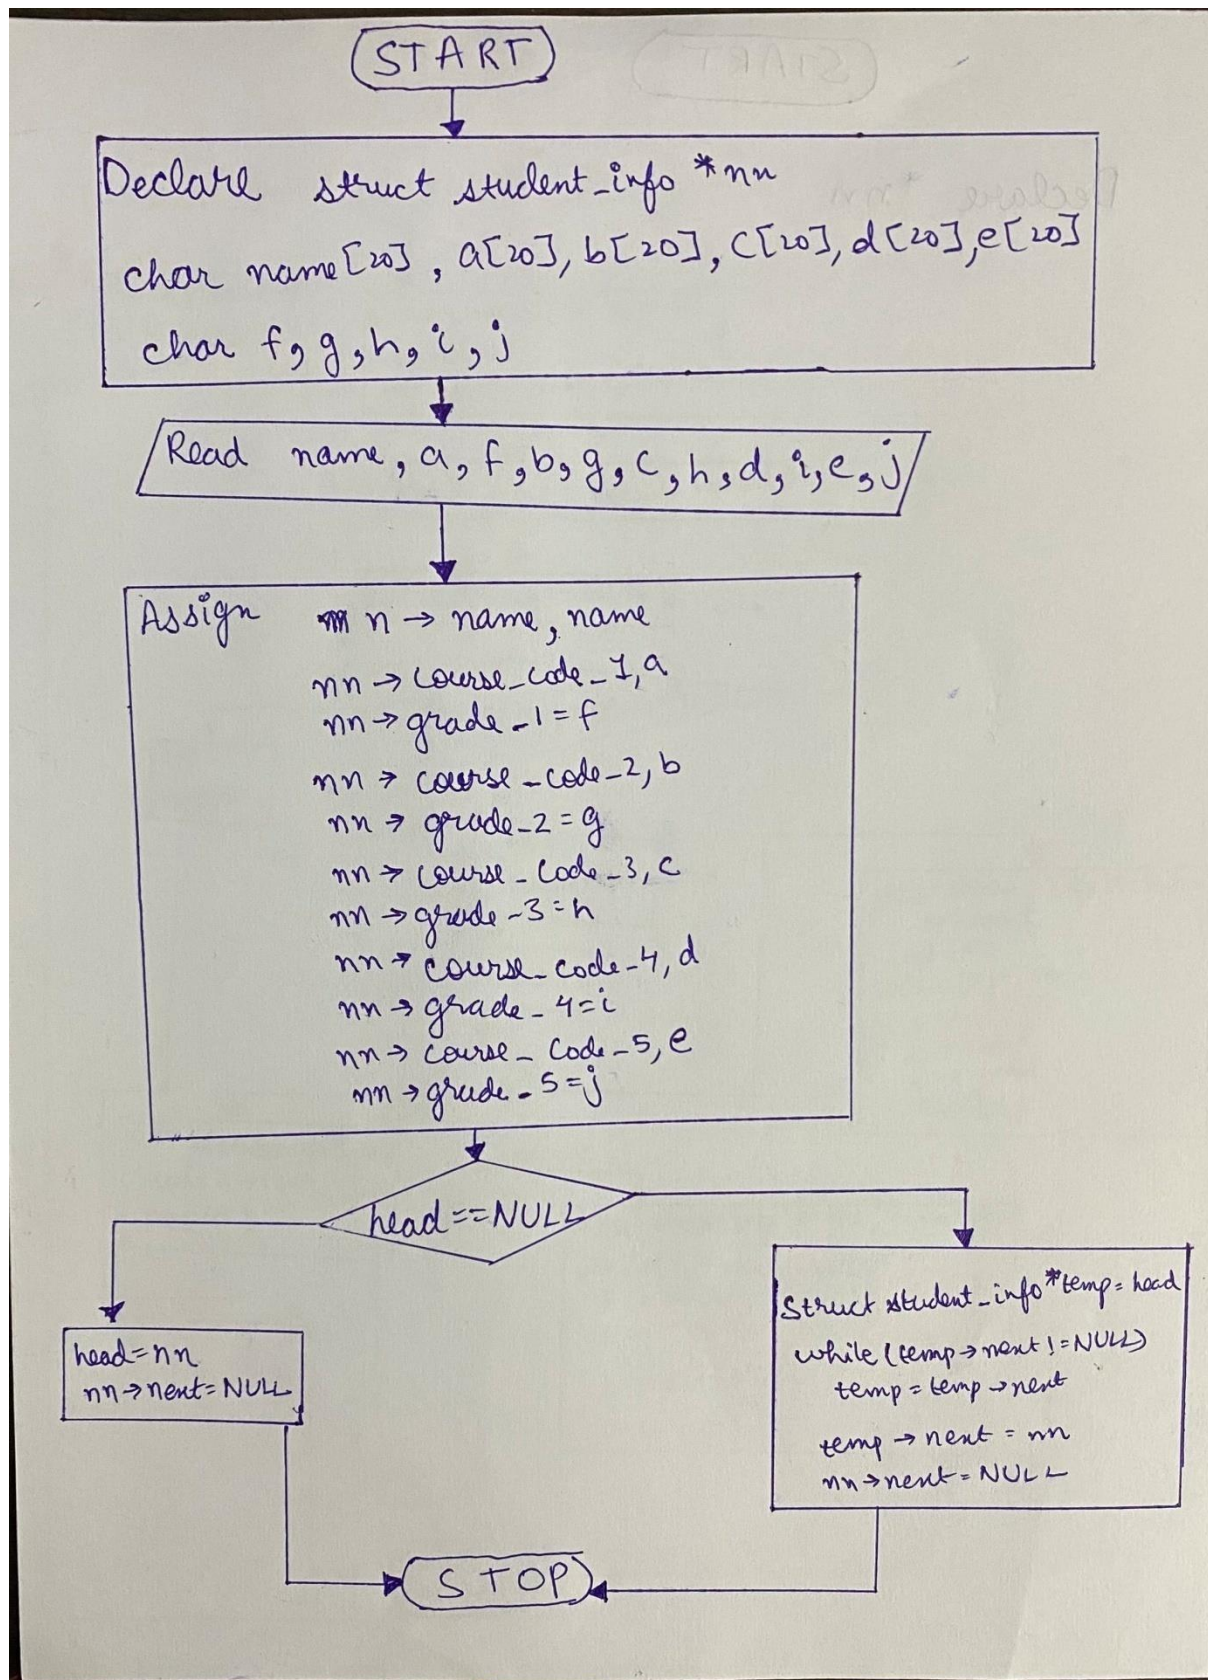 START
Declare struct student_info *nn
char name[20], a[20], b[20], c[20], d[20], e[20]
char f, g, h, i, j
Read name, a, f, b, g, c, h, d, i, e, j
Assign n → name, name
nn → course_code_1, a
nn → grade_1 = f
nn → course_code_2, b
nn → grade_2 = g
nn → course_code_3, c
nn → grade_3 = h
nn → course_code_4, d
nn → grade_4 = i
nn → course_code_5, e
nn → grade_5 = j
head==NULL
head=nn
nn→next=NULL
Struct student_info *temp = head
while (temp→next != NULL)
temp = temp → next
temp → next = nn
nn → next = NULL
STOP